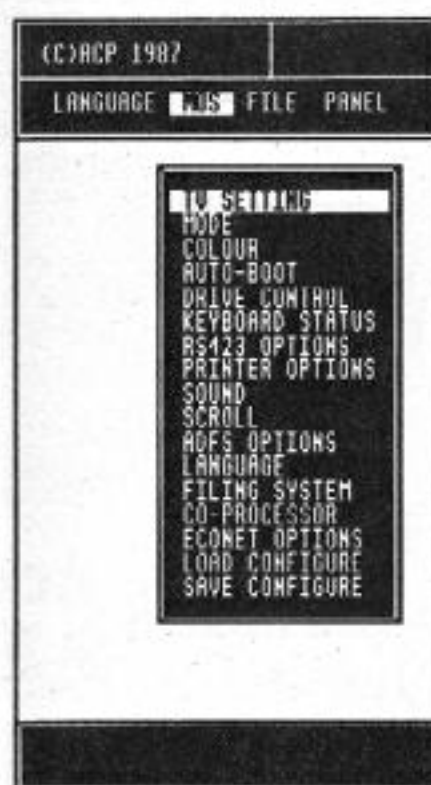 (C)ACP 1987
LANGUAGE MOS FILE PANEL
TV SETTING
MODE
COLOUR
AUTO-BOOT
DRIVE CONTROL
KEYBOARD STATUS
RS423 OPTIONS
PRINTER OPTIONS
SOUND
SCROLL
ADFS OPTIONS
LANGUAGE
FILING SYSTEM
CO-PROCESSOR
ECONET OPTIONS
LOAD CONFIGURE
SAVE CONFIGURE